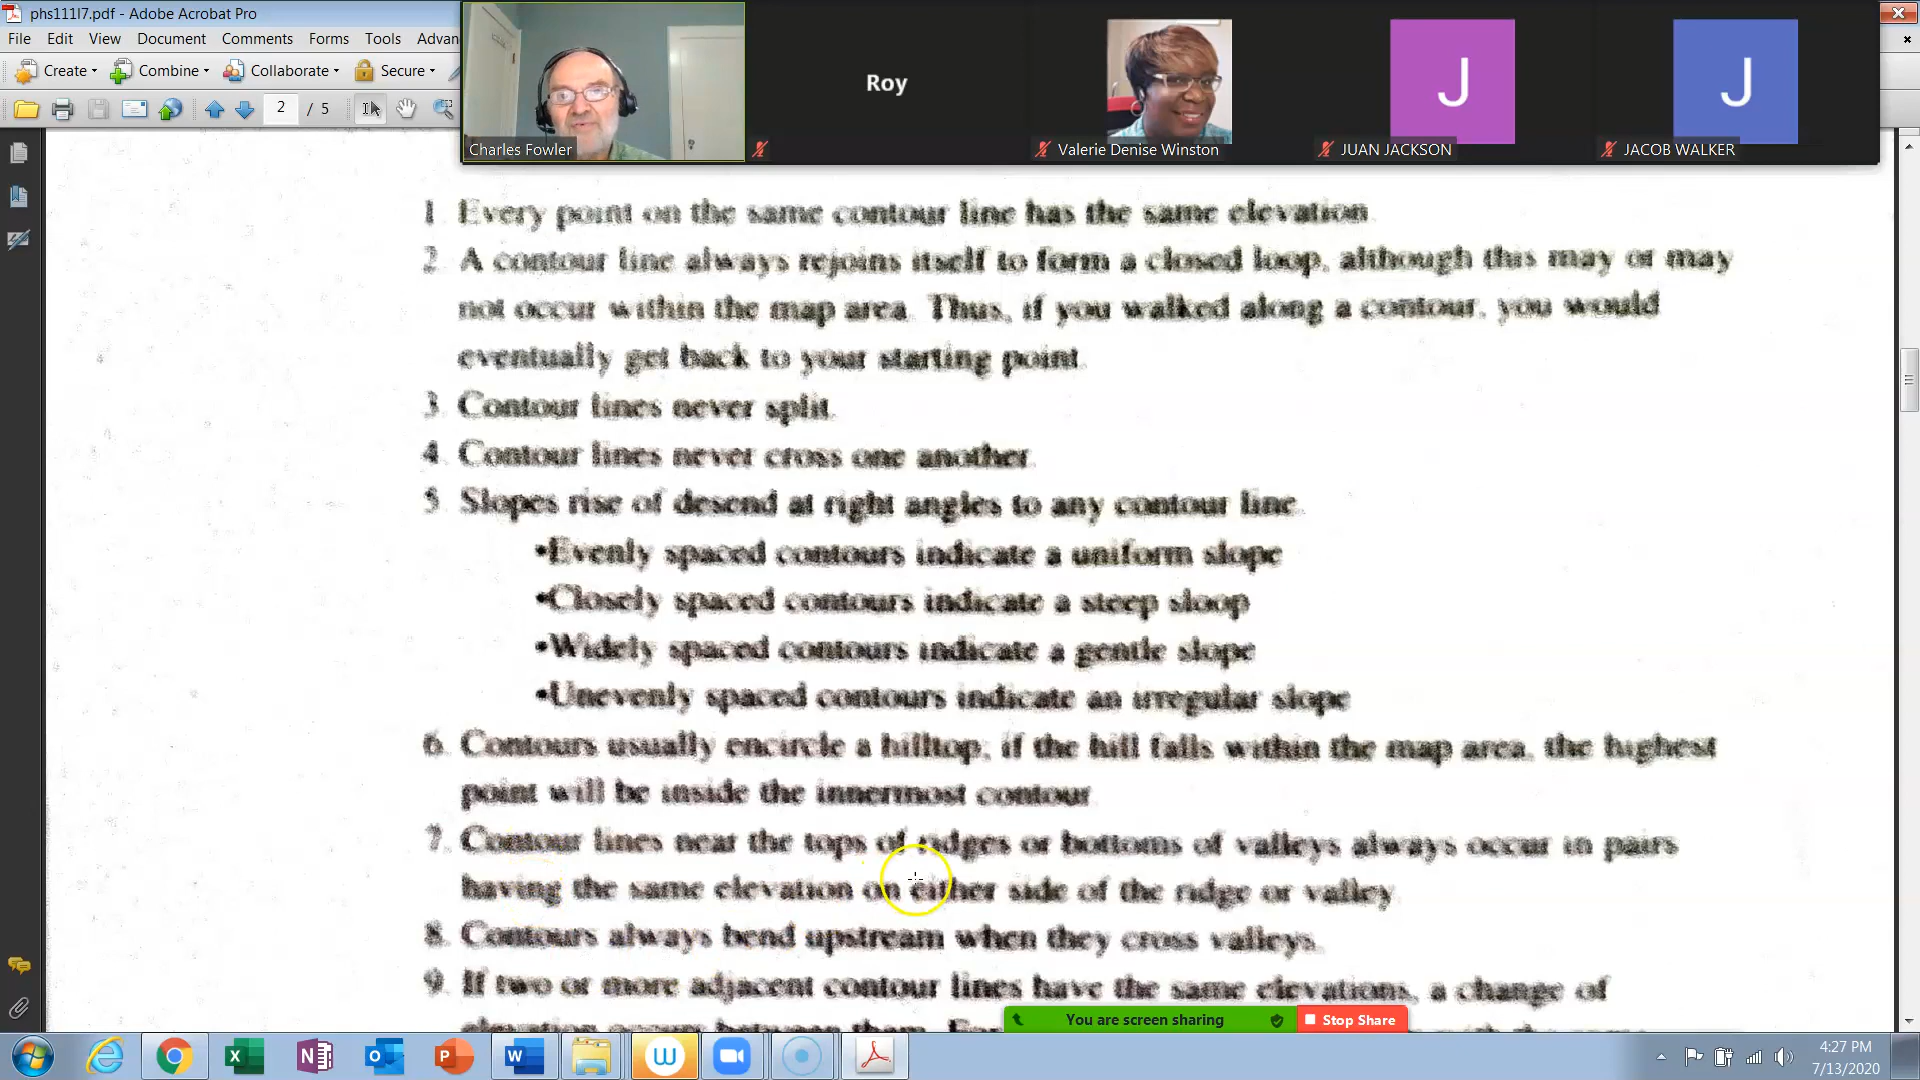 phs111l7.pdf - Adobe Acrobat Pro
File Edit View Document Comments Forms Tools Advan
Create Combine Collaborate Secure
2 / 5
Charles Fowler
Roy
Valerie Denise Winston
J
JUAN JACKSON
J
JACOB WALKER
1 Every point on the same contour line has the same elevation
2 A contour line always rejoins itself to form a closed loop, although this may or may
not occur within the map area. Thus, if you walked along a contour, you would
eventually get back to your starting point.
3 Contour lines never split.
4 Contour lines never cross one another.
5 Slopes rise of descend at right angles to any contour line.
•Evenly spaced contours indicate a uniform slope
•Closely spaced contours indicate a steep sloop
•Widely spaced contours indicate a gentle slope
•Unevenly spaced contours indicate an irregular slope
6. Contours usually encircle a hilltop, if the hill falls within the map area, the highest
point will be inside the innermost contour
7. Contour lines near the tops of ridges or bottoms of valleys always occur in pairs
having the same elevation on either side of the ridge or valley
8. Contours always bend upstream when they cross valleys.
9. If two or more adjacent contour lines have the same elevations, a change of
You are screen sharing
Stop Share
4:27 PM
7/13/2020